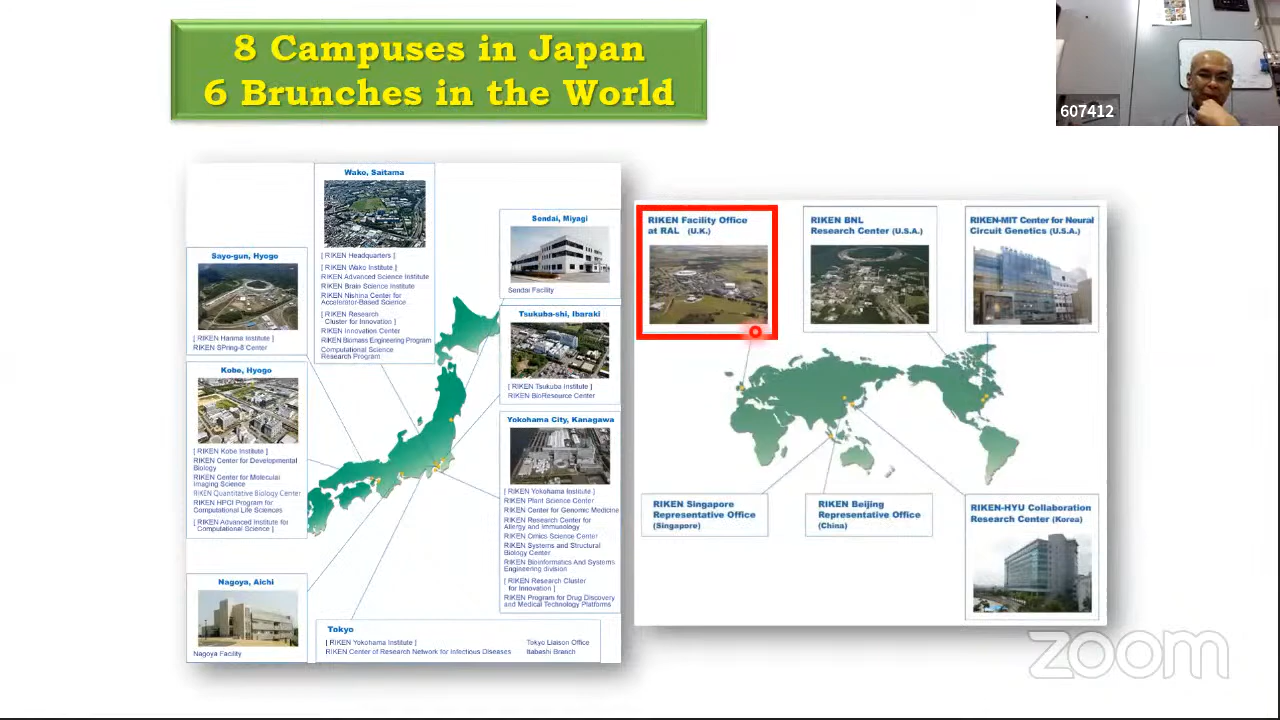 8 Campuses in Japan
6 Brunches in the World
607412
Wako, Saitama
[ RIKEN Headquarters ]
[ RIKEN Wako Institute ]
RIKEN Advanced Science Institute
RIKEN Brain Science Institute
RIKEN Nishina Center for
Accelerator-Based Science
[ RIKEN Research
Cluster for Innovation ]
RIKEN Innovation Center
RIKEN Biomass Engineering Program
Computational Science
Research Program
Sendai, Miyagi
Sendai Facility
Sayo-gun, Hyogo
[ RIKEN Harima Institute ]
RIKEN SPring-8 Center
Tsukuba-shi, Ibaraki
[ RIKEN Tsukuba Institute ]
RIKEN BioResource Center
Kobe, Hyogo
[ RIKEN Kobe Institute ]
RIKEN Center for Developmental
Biology
RIKEN Center for Molecular
Imaging Science
RIKEN Quantitative Biology Center
RIKEN HPCI Program for
Computational Life Sciences
[ RIKEN Advanced Institute for
Computational Science ]
Yokohama City, Kanagawa
[ RIKEN Yokohama Institute ]
RIKEN Plant Science Center
RIKEN Center for Genomic Medicine
RIKEN Research Center for
Allergy and Immunology
RIKEN Omics Science Center
RIKEN Systems and Structural
Biology Center
RIKEN Bioinformatics And Systems
Engineering division
[ RIKEN Research Cluster
for Innovation ]
RIKEN Program for Drug Discovery
and Medical Technology Platforms
Nagoya, Aichi
Nagoya Facility
Tokyo
[ RIKEN Yokohama Institute ]
RIKEN Center of Research Network for Infectious Diseases
Tokyo Liaison Office
Itabashi Branch
RIKEN Facility Office
at RAL (U.K.)
RIKEN BNL
Research Center (U.S.A.)
RIKEN-MIT Center for Neural
Circuit Genetics (U.S.A.)
RIKEN Singapore
Representative Office
(Singapore)
RIKEN Beijing
Representative Office
(China)
RIKEN-HYU Collaboration
Research Center (Korea)
zoom